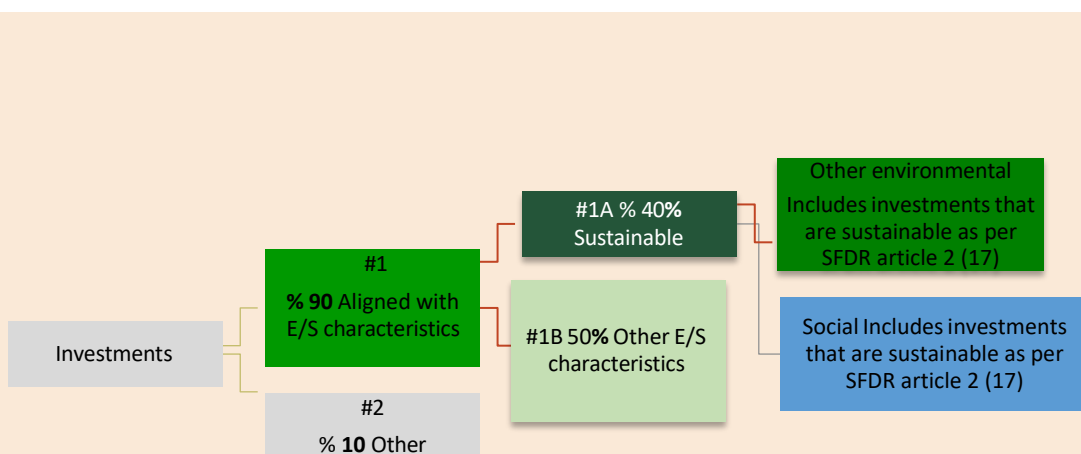 Investments
#1
% 90 Aligned with
E/S characteristics
#2
% 10 Other
#1A % 40%
Sustainable
#1B 50% Other E/S
characteristics
Other environmental
Includes investments that
are sustainable as per
SFDR article 2 (17)
Social Includes investments
that are sustainable as per
SFDR article 2 (17)